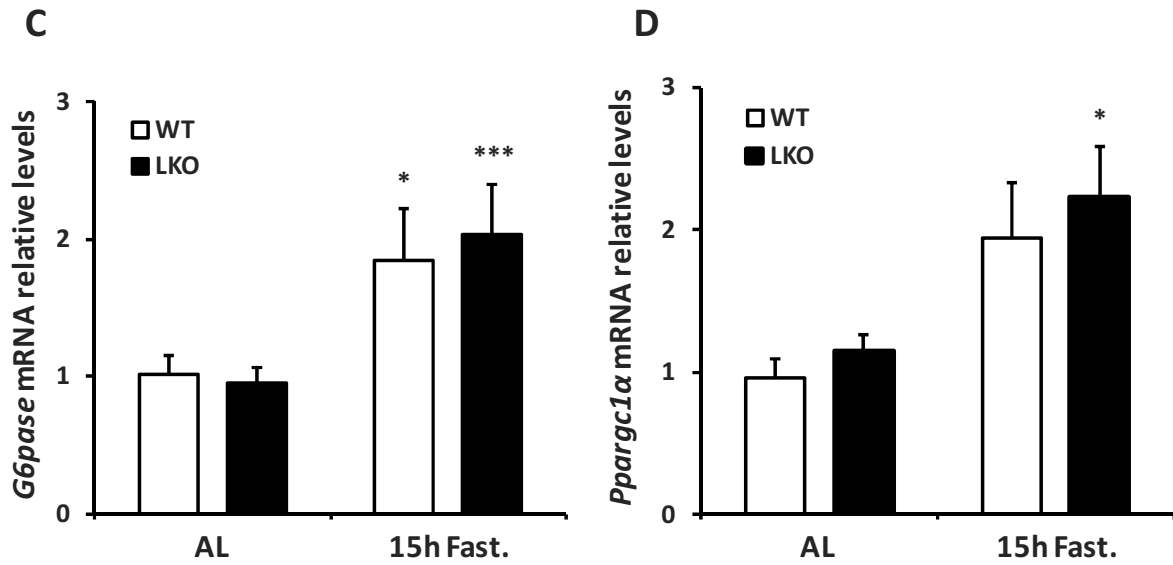 C
G6pase mRNA relative levels
3
2
1
0
WT
LKO
*
***
AL
15h Fast.
D
Ppargc1α mRNA relative levels
3
2
1
0
WT
LKO
*
AL
15h Fast.